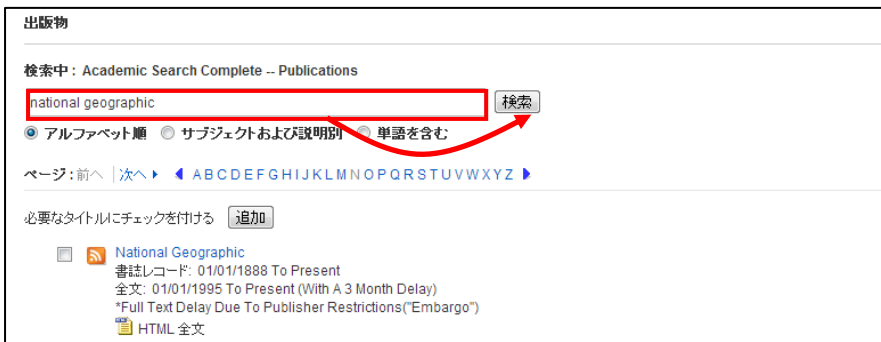 出版物
検索中： Academic Search Complete -- Publications
national geographic 検索
アルファベット順 サブジェクトおよび説明別 単語を含む
ページ：前へ | 次へ A B C D E F G H I J K L M N O P Q R S T U V W X Y Z
必要なタイトルにチェックを付ける 追加
National Geographic
書誌レコード: 01/01/1888 To Present
全文: 01/01/1995 To Present (With A 3 Month Delay)
*Full Text Delay Due To Publisher Restrictions("Embargo")
HTML 全文